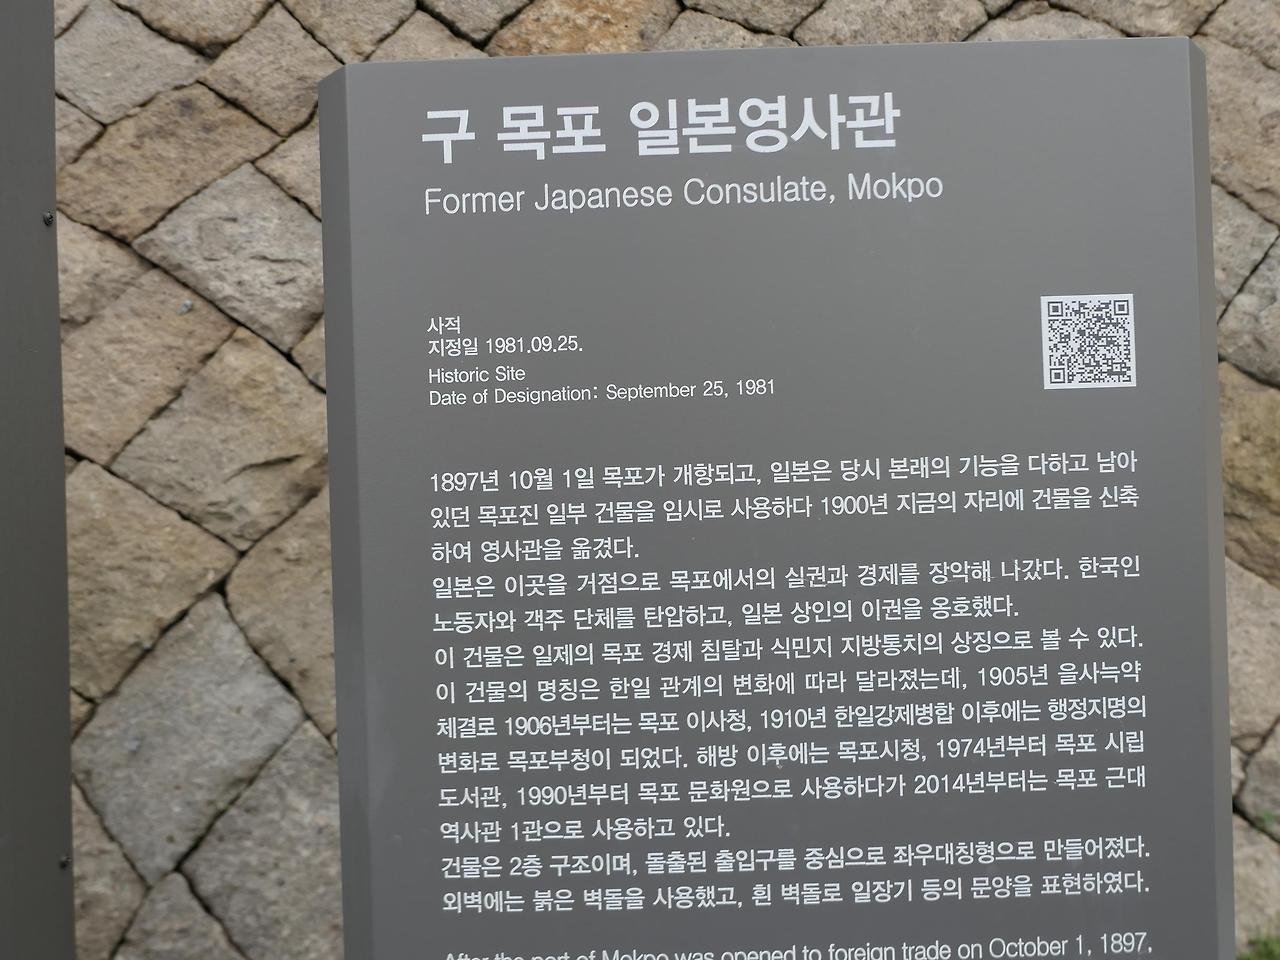 구 목포 일본영사관
Former Japanese Consulate, Mokpo
사적
지정일 1981.09.25.
Historic Site
Date of Designation: September 25, 1981
1897년 10월 1일 목포가 개항되고, 일본은 당시 본래의 기능을 다하고 남아
있던 목포진 일부 건물을 임시로 사용하다 1900년 지금의 자리에 건물을 신축
하여 영사관을 옮겼다.
일본은 이곳을 거점으로 목포에서의 실권과 경제를 장악해 나갔다. 한국인
노동자와 객주 단체를 탄압하고, 일본 상인의 이권을 옹호했다.
이 건물은 일제의 목포 경제 침탈과 식민지 지방통치의 상징으로 볼 수 있다.
이 건물의 명칭은 한일 관계의 변화에 따라 달라졌는데, 1905년 을사늑약
체결로 1906년부터는 목포 이사청, 1910년 한일강제병합 이후에는 행정지명의
변화로 목포부청이 되었다. 해방 이후에는 목포시청, 1974년부터 목포 시립
도서관, 1990년부터 목포 문화원으로 사용하다가 2014년부터는 목포 근대
역사관 1관으로 사용하고 있다.
건물은 2층 구조이며, 돌출된 출입구를 중심으로 좌우대칭형으로 만들어졌다.
외벽에는 붉은 벽돌을 사용했고, 흰 벽돌로 일장기 등의 문양을 표현하였다.
After the port of Mokpo was opened to foreign trade on October 1, 1897,